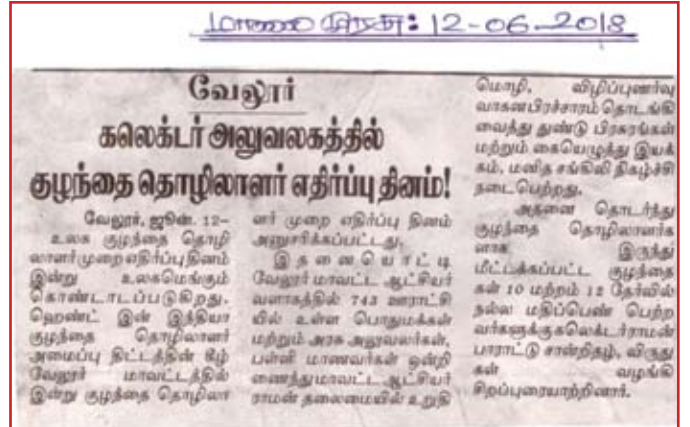 மாலை முரசு: 12-06-2018
வேலூர்
கலெக்டர் அலுவலகத்தில்
குழந்தை தொழிலாளர் எதிர்ப்பு தினம்!
வேலூர், ஜூன். 12-
உலக குழந்தை தொழி
லாளர் முறை எதிர்ப்பு தினம்
இன்று உலகமெங்கும்
கொண்டாடப்படுகிறது.
ஹெண்ட் இன் இந்தியா
குழந்தை தொழிலாளர்
அமைப்பு திட்டத்தின் கீழ்
வேலூர் மாவட்டத்தில்
இன்று குழந்தை தொழிலா
ளர் முறை எதிர்ப்பு தினம்
அனுசரிக்கப்பட்டது.
இதனையொட்டி
வேலூர் மாவட்ட ஆட்சியர்
வளாகத்தில் 743 ஊராட்சி
யில் உள்ள பொதுமக்கள்
மற்றும் அரசு அலுவலர்கள்,
பள்ளி மாணவர்கள் ஒன்றி
ணைந்து மாவட்ட ஆட்சியர்
ராமன் தலைமையில் உறுதி
மொழி, விழிப்புணர்வு
வாகன பிரச்சாரம் தொடங்கி
வைத்து துண்டு பிரசுரங்கள்
மற்றும் கையெழுத்து இயக்
கம், மனித சங்கிலி நிகழ்ச்சி
நடைபெற்றது.
அதனை தொடர்ந்து
குழந்தை தொழிலாளர்க
ளாக இருந்து
மீட்டக்கப்பட்ட குழந்தை
கள் 10 மற்றம் 12 தேர்வில்
நல்ல மதிப்பெண் பெற்ற
வர்களுக்கு கலெக்டர் ராமன்
பாராட்டு சான்றிதழ், விருது
கள் வழங்கி
சிறப்புரையாற்றினார்.